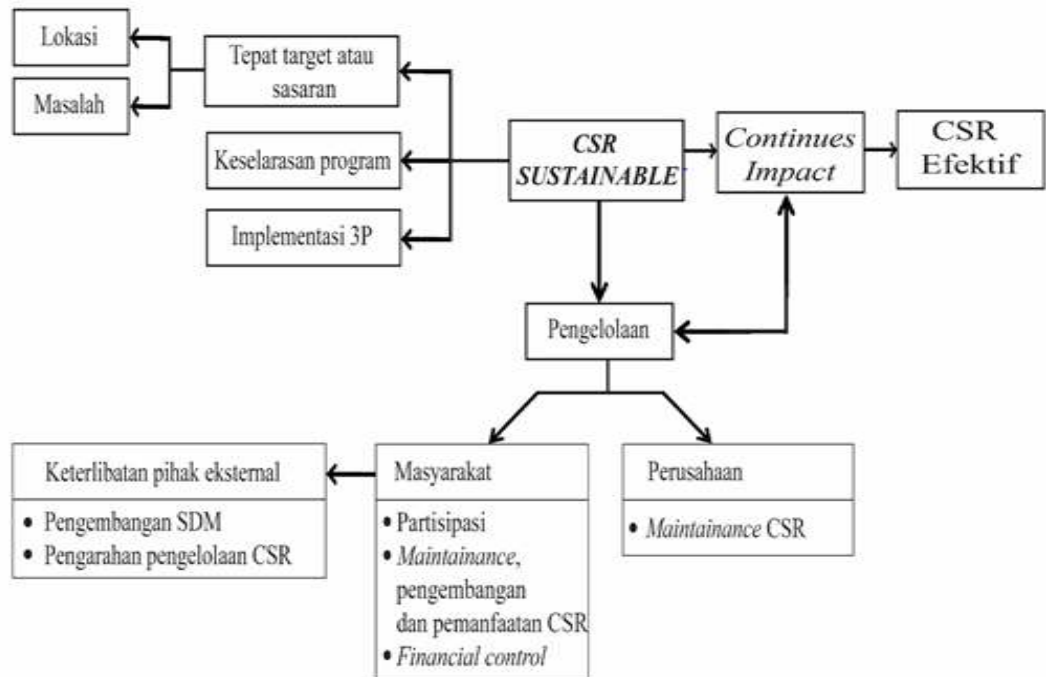 Lokasi
Masalah
Tepat target atau
sasaran
Keselarasan program
Implementasi 3P
CSR
SUSTAINABLE
Continues
Impact
CSR
Efektif
Pengelolaan
Keterlibatan pihak eksternal
• Pengembangan SDM
• Pengarahan pengelolaan CSR
Masyarakat
• Partisipasi
• Maintainance,
pengembangan
dan pemanfaatan CSR
• Financial control
Perusahaan
• Maintainance CSR